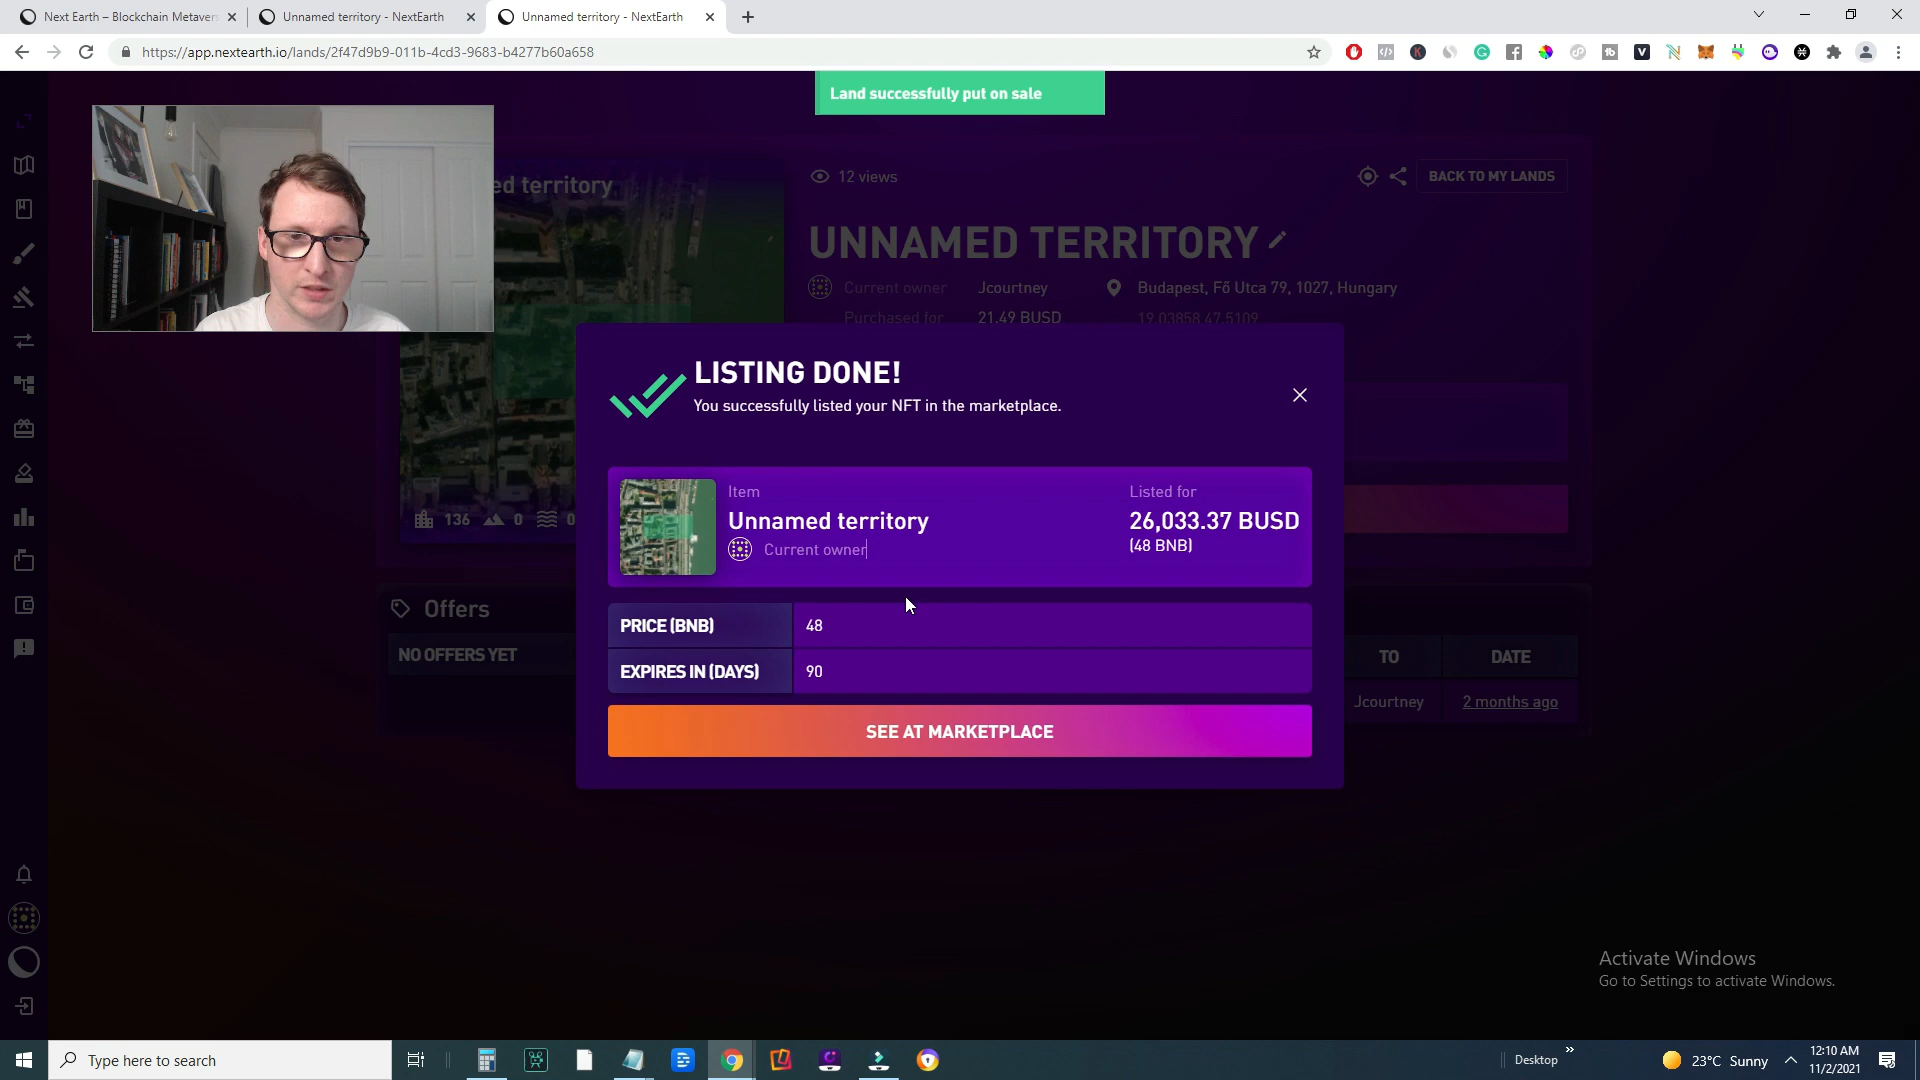 Next Earth – Blockchain Metavers
Unnamed territory - NextEarth
Unnamed territory - NextEarth
https://app.nextearth.io/lands/2f47d9b9-011b-4cd3-9683-b4277b60a658
Land successfully put on sale
ed territory
12 views
BACK TO MY LANDS
UNNAMED TERRITORY
Current owner Jcourtney Budapest, Fő Utca 79, 1027, Hungary
Purchased for 21.49 BUSD 19.03858 47.5109
LISTING DONE!
You successfully listed your NFT in the marketplace.
Item
Unnamed territory
Current owner
Listed for
26,033.37 BUSD
(48 BNB)
136 0 0
PRICE (BNB) 48
EXPIRES IN (DAYS) 90
SEE AT MARKETPLACE
Offers
NO OFFERS YET
TO DATE
Jcourtney 2 months ago
Activate Windows
Go to Settings to activate Windows.
Type here to search
Desktop
23°C Sunny
12:10 AM
11/2/2021